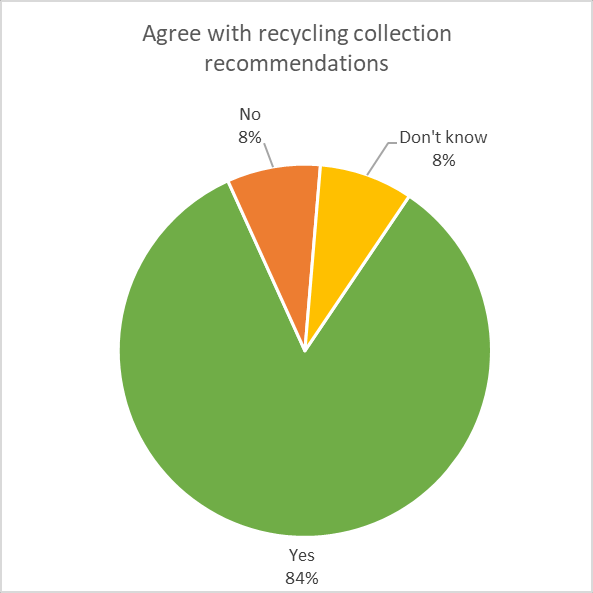 Agree with recycling collection
recommendations
No
8%
Don't know
8%
Yes
84%